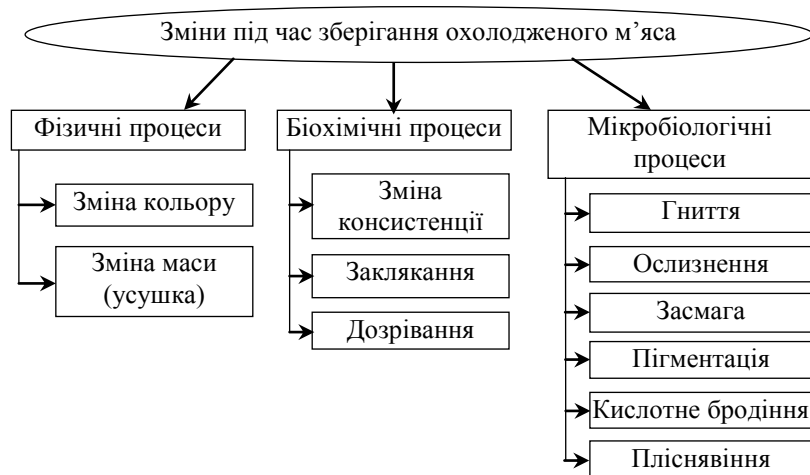 Зміни під час зберігання охолодженого м’яса
Фізичні процеси
Зміна кольору
Зміна маси
(усушка)
Біохімічні процеси
Зміна
консистенції
Заклякання
Дозрівання
Мікробіологічні
процеси
Гниття
Ослизнення
Засмага
Пігментація
Кислотне бродіння
Пліснявіння